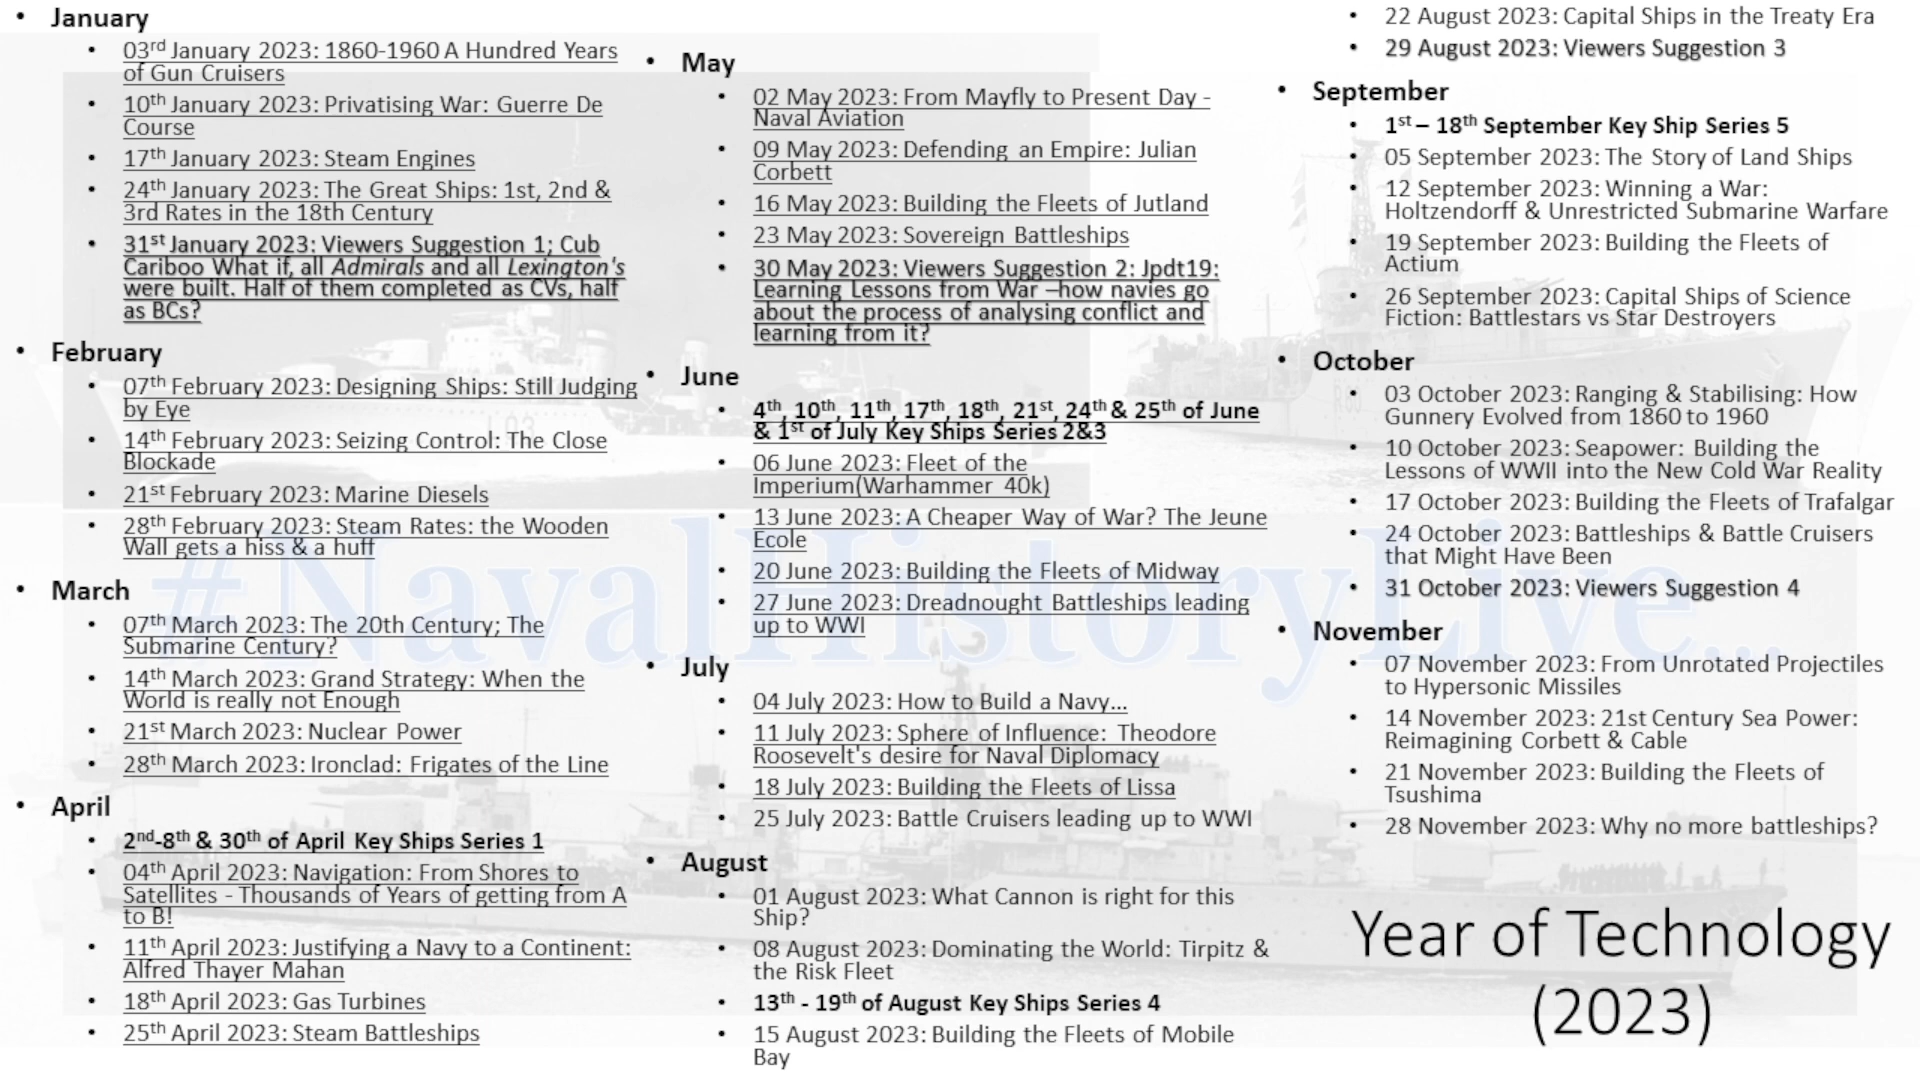 January
03rd January 2023: 1860-1960 A Hundred Years
of Gun Cruisers
10th January 2023: Privatising War: Guerre De
Course
17th January 2023: Steam Engines
24th January 2023: The Great Ships: 1st, 2nd &
3rd Rates in the 18th Century
31st January 2023: Viewers Suggestion 1; Cub
Cariboo What if, all Admirals and all Lexington's
were built. Half of them completed as CVs, half
as BCs?
February
07th February 2023: Designing Ships: Still Judging
by Eye
14th February 2023: Seizing Control: The Close
Blockade
21st February 2023: Marine Diesels
28th February 2023: Steam Rates: the Wooden
Wall gets a hiss & a huff
March
07th March 2023: The 20th Century; The
Submarine Century?
14th March 2023: Grand Strategy: When the
World is really not Enough
21st March 2023: Nuclear Power
28th March 2023: Ironclad: Frigates of the Line
April
2nd-8th & 30th of April Key Ships Series 1
04th April 2023: Navigation: From Shores to
Satellites - Thousands of Years of getting from A
to B!
11th April 2023: Justifying a Navy to a Continent:
Alfred Thayer Mahan
18th April 2023: Gas Turbines
25th April 2023: Steam Battleships
May
02 May 2023: From Mayfly to Present Day -
Naval Aviation
09 May 2023: Defending an Empire: Julian
Corbett
16 May 2023: Building the Fleets of Jutland
23 May 2023: Sovereign Battleships
30 May 2023: Viewers Suggestion 2: Jpdt19:
Learning Lessons from War –how navies go
about the process of analysing conflict and
learning from it?
June
4th, 10th, 11th, 17th, 18th, 21st, 24th & 25th of June
& 1st of July Key Ships Series 2&3
06 June 2023: Fleet of the
Imperium(Warhammer 40k)
13 June 2023: A Cheaper Way of War? The Jeune
Ecole
20 June 2023: Building the Fleets of Midway
27 June 2023: Dreadnought Battleships leading
up to WWI
July
04 July 2023: How to Build a Navy...
11 July 2023: Sphere of Influence: Theodore
Roosevelt's desire for Naval Diplomacy
18 July 2023: Building the Fleets of Lissa
25 July 2023: Battle Cruisers leading up to WWI
August
01 August 2023: What Cannon is right for this
Ship?
08 August 2023: Dominating the World: Tirpitz &
the Risk Fleet
13th - 19th of August Key Ships Series 4
15 August 2023: Building the Fleets of Mobile
Bay
22 August 2023: Capital Ships in the Treaty Era
29 August 2023: Viewers Suggestion 3
September
1st – 18th September Key Ship Series 5
05 September 2023: The Story of Land Ships
12 September 2023: Winning a War:
Holtzendorff & Unrestricted Submarine Warfare
19 September 2023: Building the Fleets of
Actium
26 September 2023: Capital Ships of Science
Fiction: Battlestars vs Star Destroyers
October
03 October 2023: Ranging & Stabilising: How
Gunnery Evolved from 1860 to 1960
10 October 2023: Seapower: Building the
Lessons of WWII into the New Cold War Reality
17 October 2023: Building the Fleets of Trafalgar
24 October 2023: Battleships & Battle Cruisers
that Might Have Been
31 October 2023: Viewers Suggestion 4
November
07 November 2023: From Unrotated Projectiles
to Hypersonic Missiles
14 November 2023: 21st Century Sea Power:
Reimagining Corbett & Cable
21 November 2023: Building the Fleets of
Tsushima
28 November 2023: Why no more battleships?
Year of Technology
(2023)
#NavalHistoryLive...
L03